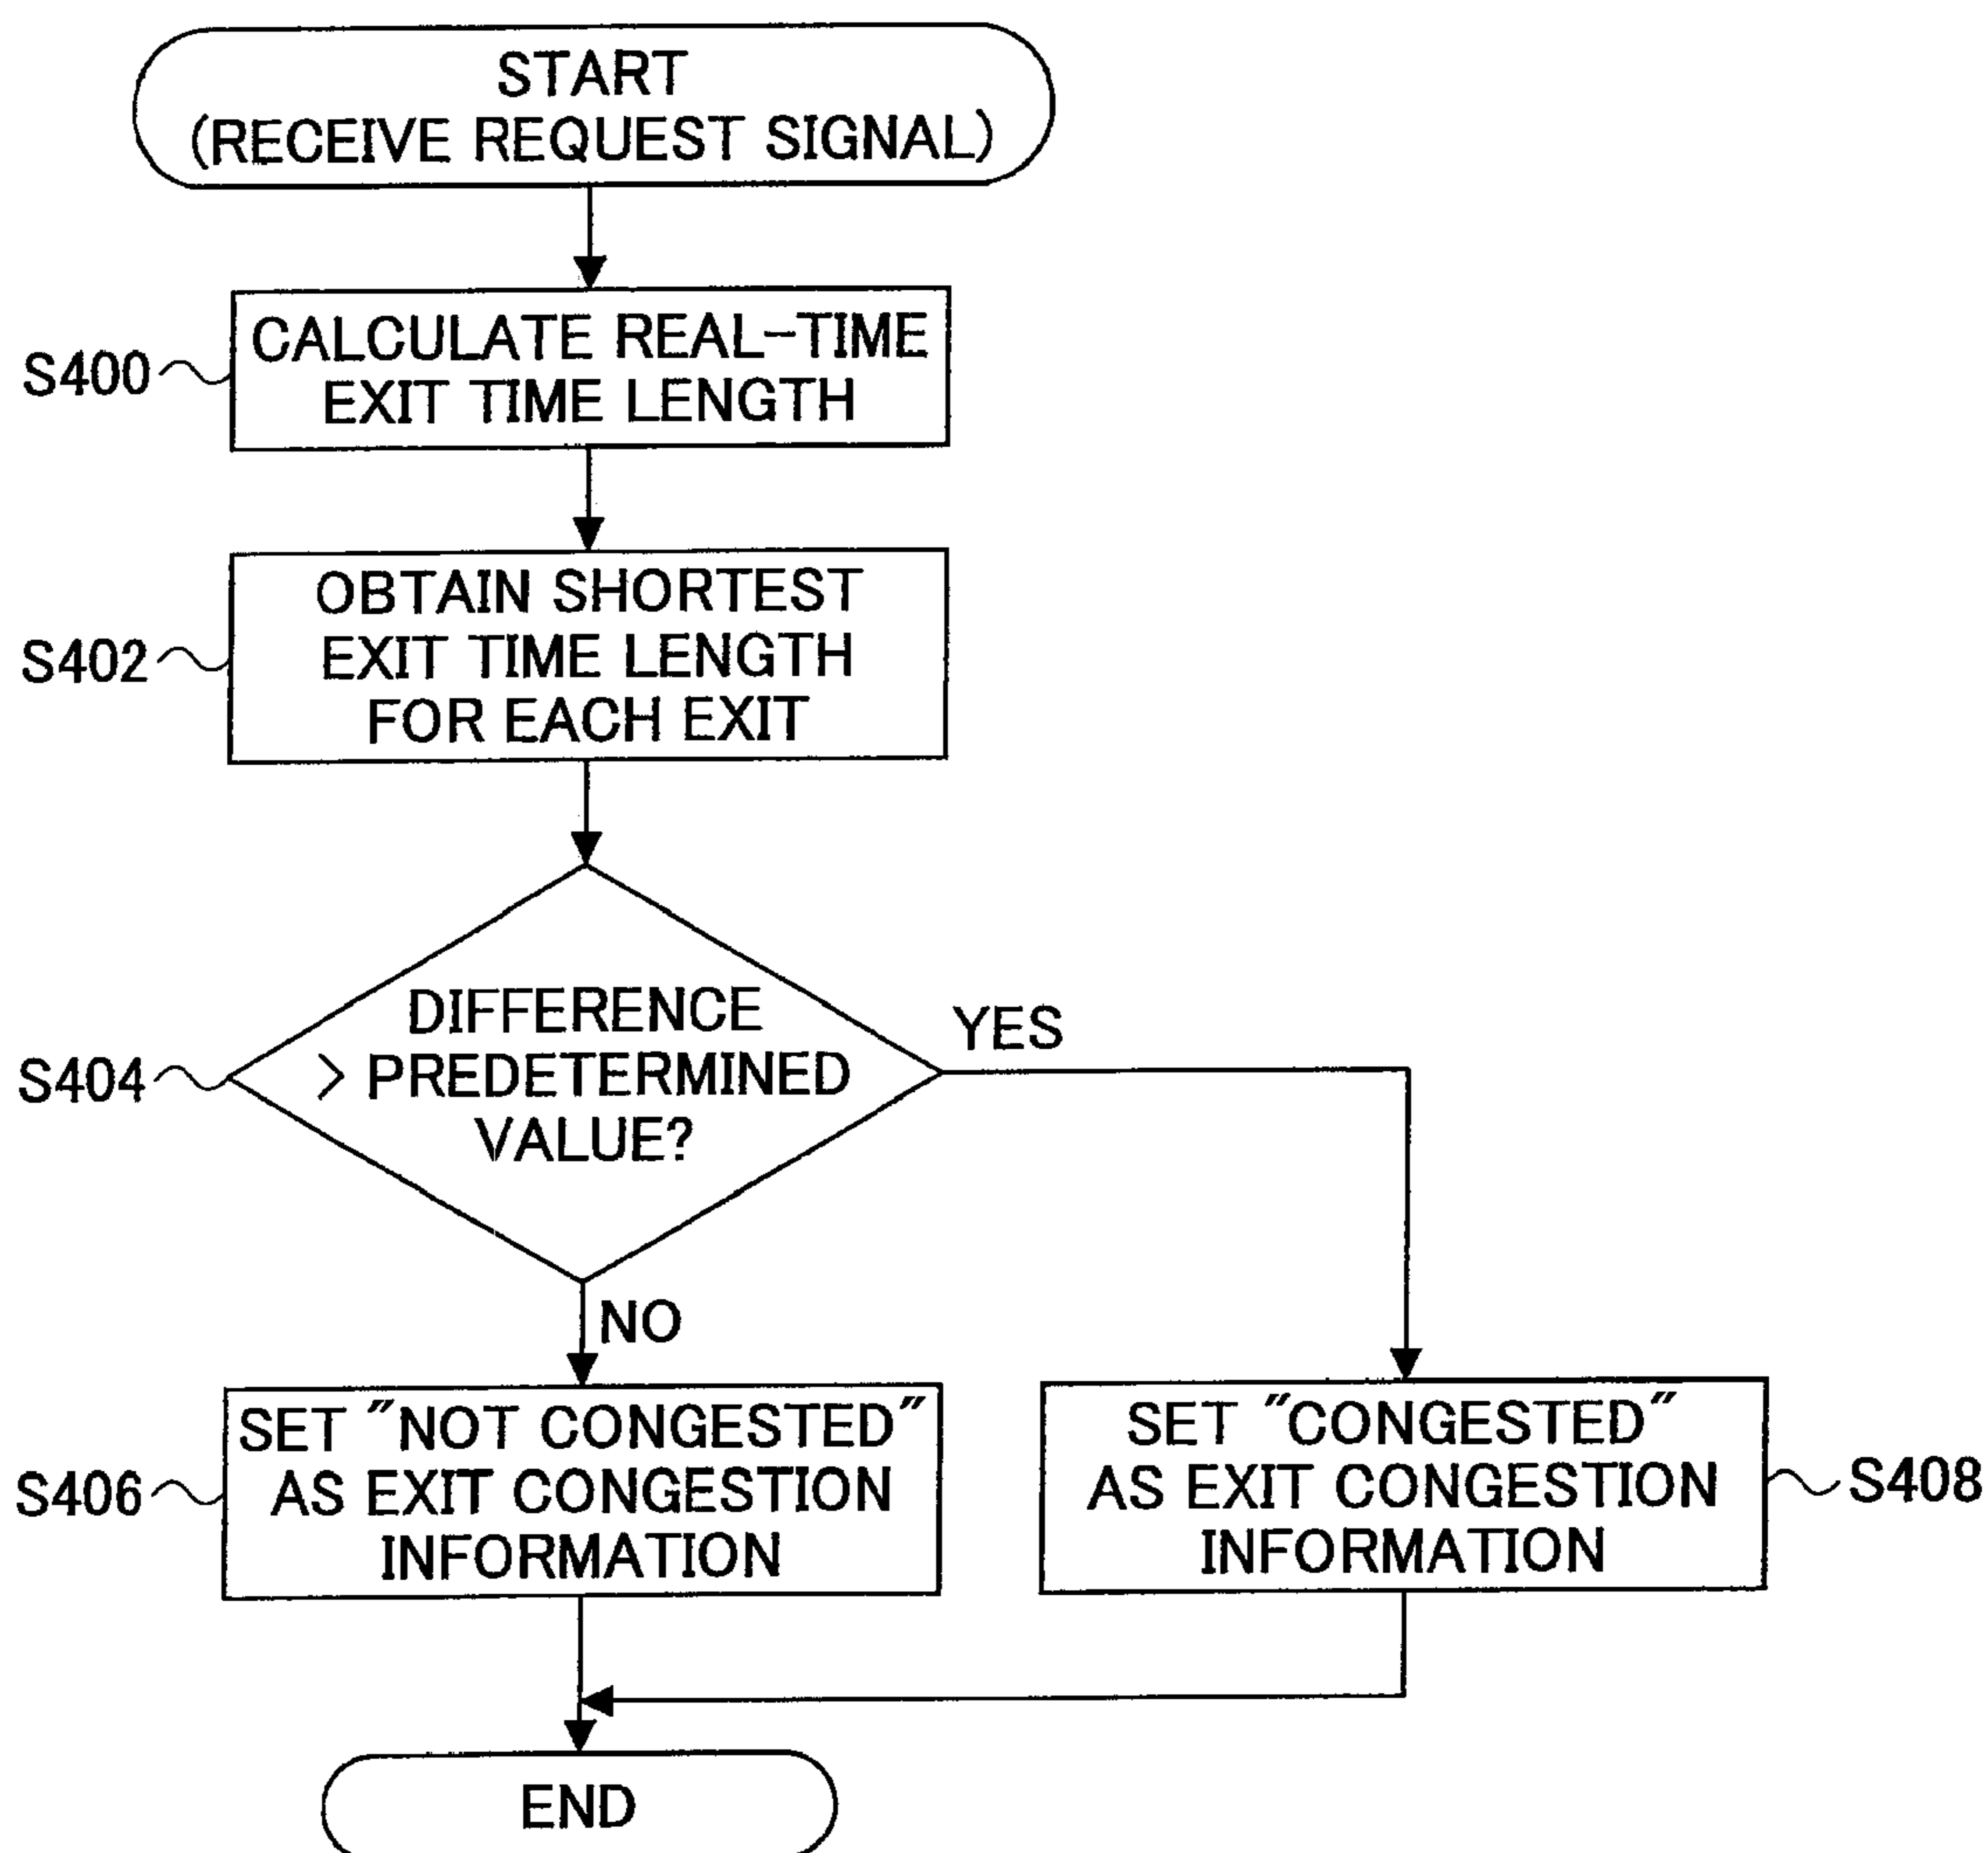 START
(RECEIVE REQUEST SIGNAL)
S400
CALCULATE REAL-TIME
EXIT TIME LENGTH
S402
OBTAIN SHORTEST
EXIT TIME LENGTH
FOR EACH EXIT
S404
DIFFERENCE
> PREDETERMINED
VALUE?
YES
NO
S406
SET "NOT CONGESTED"
AS EXIT CONGESTION
INFORMATION
SET "CONGESTED"
AS EXIT CONGESTION
INFORMATION
S408
END